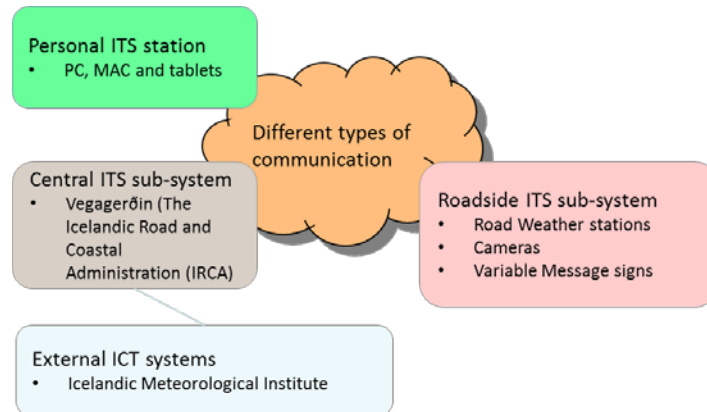 Personal ITS station
• PC, MAC and tablets
Different types of
communication
Central ITS sub-system
• Vegagerðin (The
Icelandic Road and
Coastal
Administration (IRCA)
Roadside ITS sub-system
• Road Weather stations
• Cameras
• Variable Message signs
External ICT systems
• Icelandic Meteorological Institute